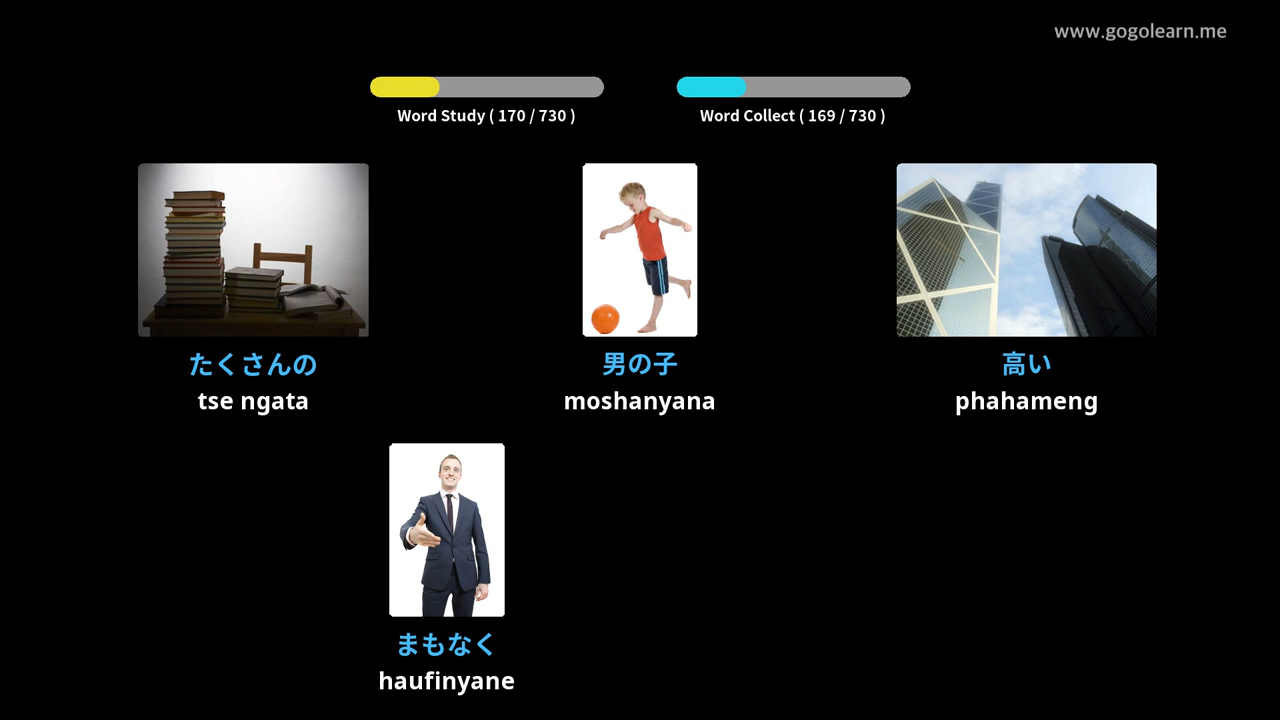 www.gogolearn.me
Word Study ( 170 / 730 )
Word Collect ( 169 / 730 )
たくさんの
tse ngata
男の子
moshanyana
高い
phahameng
まもなく
haufinyane